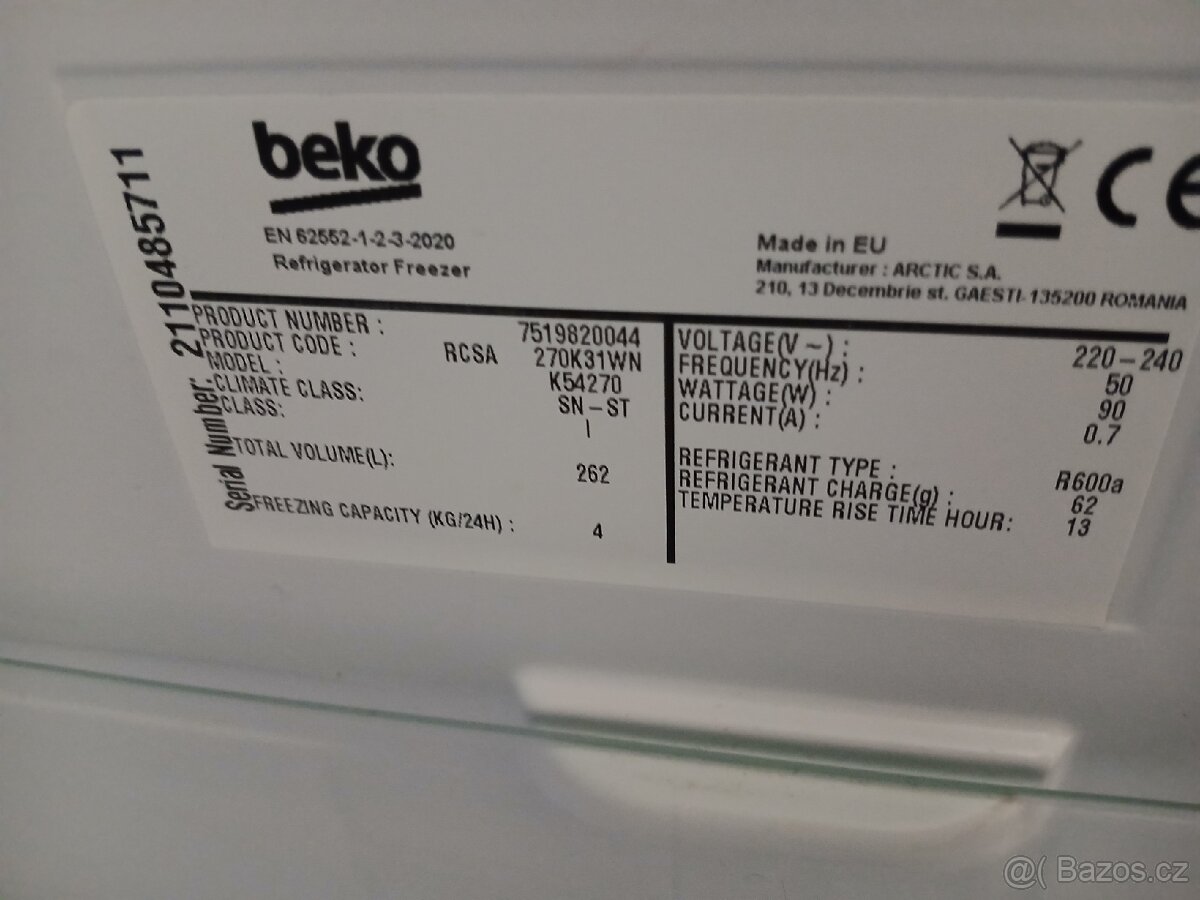 beko
EN 62552-1-2-3-2020
Refrigerator Freezer
CE
Made in EU
Manufacturer : ARCTIC S.A.
210, 13 Decembrie st. GAESTI-135200 ROMANIA
Serial Number: 2110485711
PRODUCT NUMBER : 7519820044
PRODUCT CODE : RCSA 270K31WN
MODEL : K54270
CLIMATE CLASS: SN-ST
CLASS: I
TOTAL VOLUME(L): 262
FREEZING CAPACITY (KG/24H) : 4
VOLTAGE(V ~) : 220-240
FREQUENCY(Hz) : 50
WATTAGE(W) : 90
CURRENT(A) : 0.7
REFRIGERANT TYPE : R600a
REFRIGERANT CHARGE(g) : 62
TEMPERATURE RISE TIME HOUR: 13
@( Bazos.cz